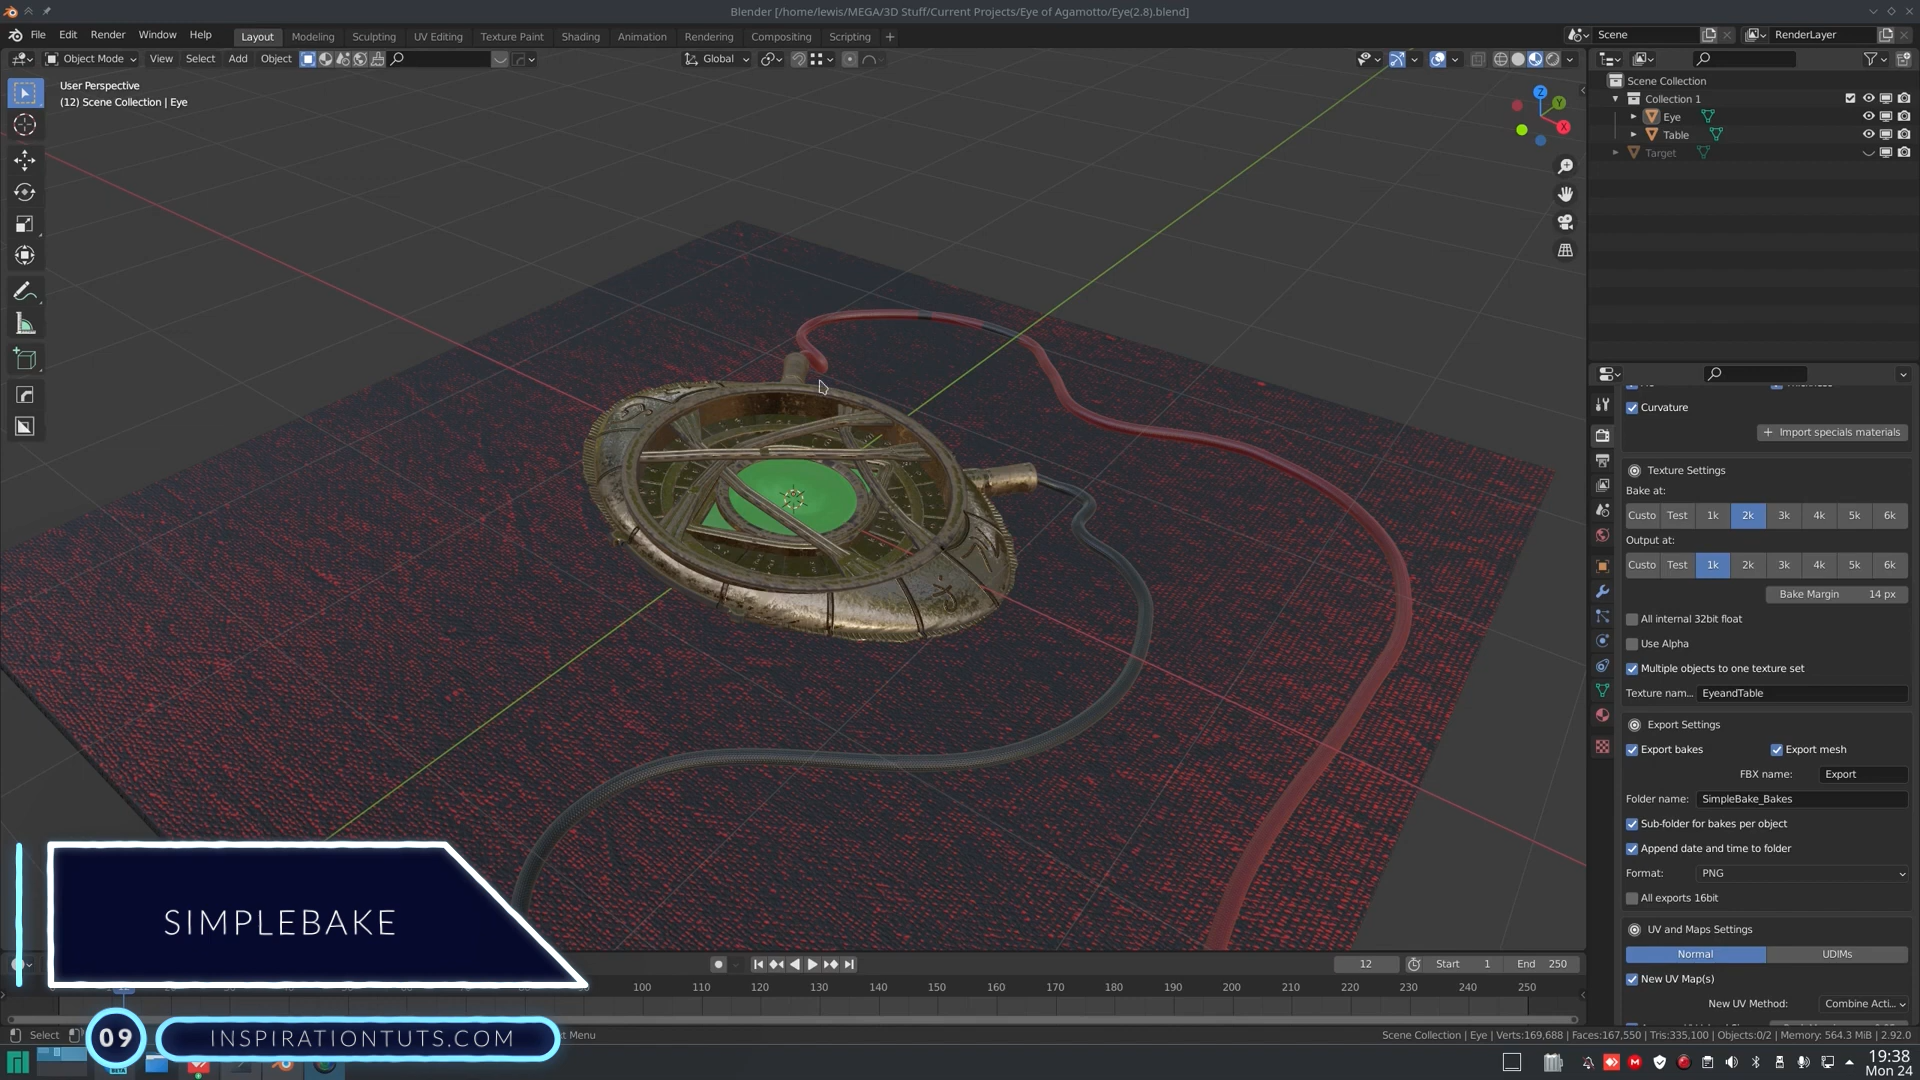 Blender [/home/lewis/MEGA/3D Stuff/Current Projects/Eye of Agamotto/Eye(2.8).blend]
File Edit Render Window Help Layout Modeling Sculpting UV Editing Texture Paint Shading Animation Rendering Compositing Scripting + Scene RenderLayer
Object Mode View Select Add Object Global
User Perspective
(12) Scene Collection | Eye
Z
Y
X
Scene Collection
Collection 1
Eye
Table
Target
Curvature
+ Import specials materials
Texture Settings
Bake at:
Custo Test 1k 2k 3k 4k 5k 6k
Output at:
Custo Test 1k 2k 3k 4k 5k 6k
Bake Margin 14 px
All internal 32bit float
Use Alpha
Multiple objects to one texture set
Texture nam... EyeandTable
Export Settings
Export bakes Export mesh
FBX name: Export
Folder name: SimpleBake_Bakes
Sub-folder for bakes per object
Append date and time to folder
Format: PNG
All exports 16bit
UV and Maps Settings
Normal UDIMs
New UV Map(s)
New UV Method: Combine Acti...
SIMPLEBAKE
12 Start 1 End 250
100 110 120 130 140 150 160 170 180 190 200 210 220 230 240 250
Select
09
INSPIRATIONTUTS.COM
Menu
Scene Collection | Eye | Verts:169,688 | Faces:167,550 | Tris:335,100 | Objects:0/2 | Memory: 564.3 MiB | 2.92.0
BETA
19:38
Mon 24